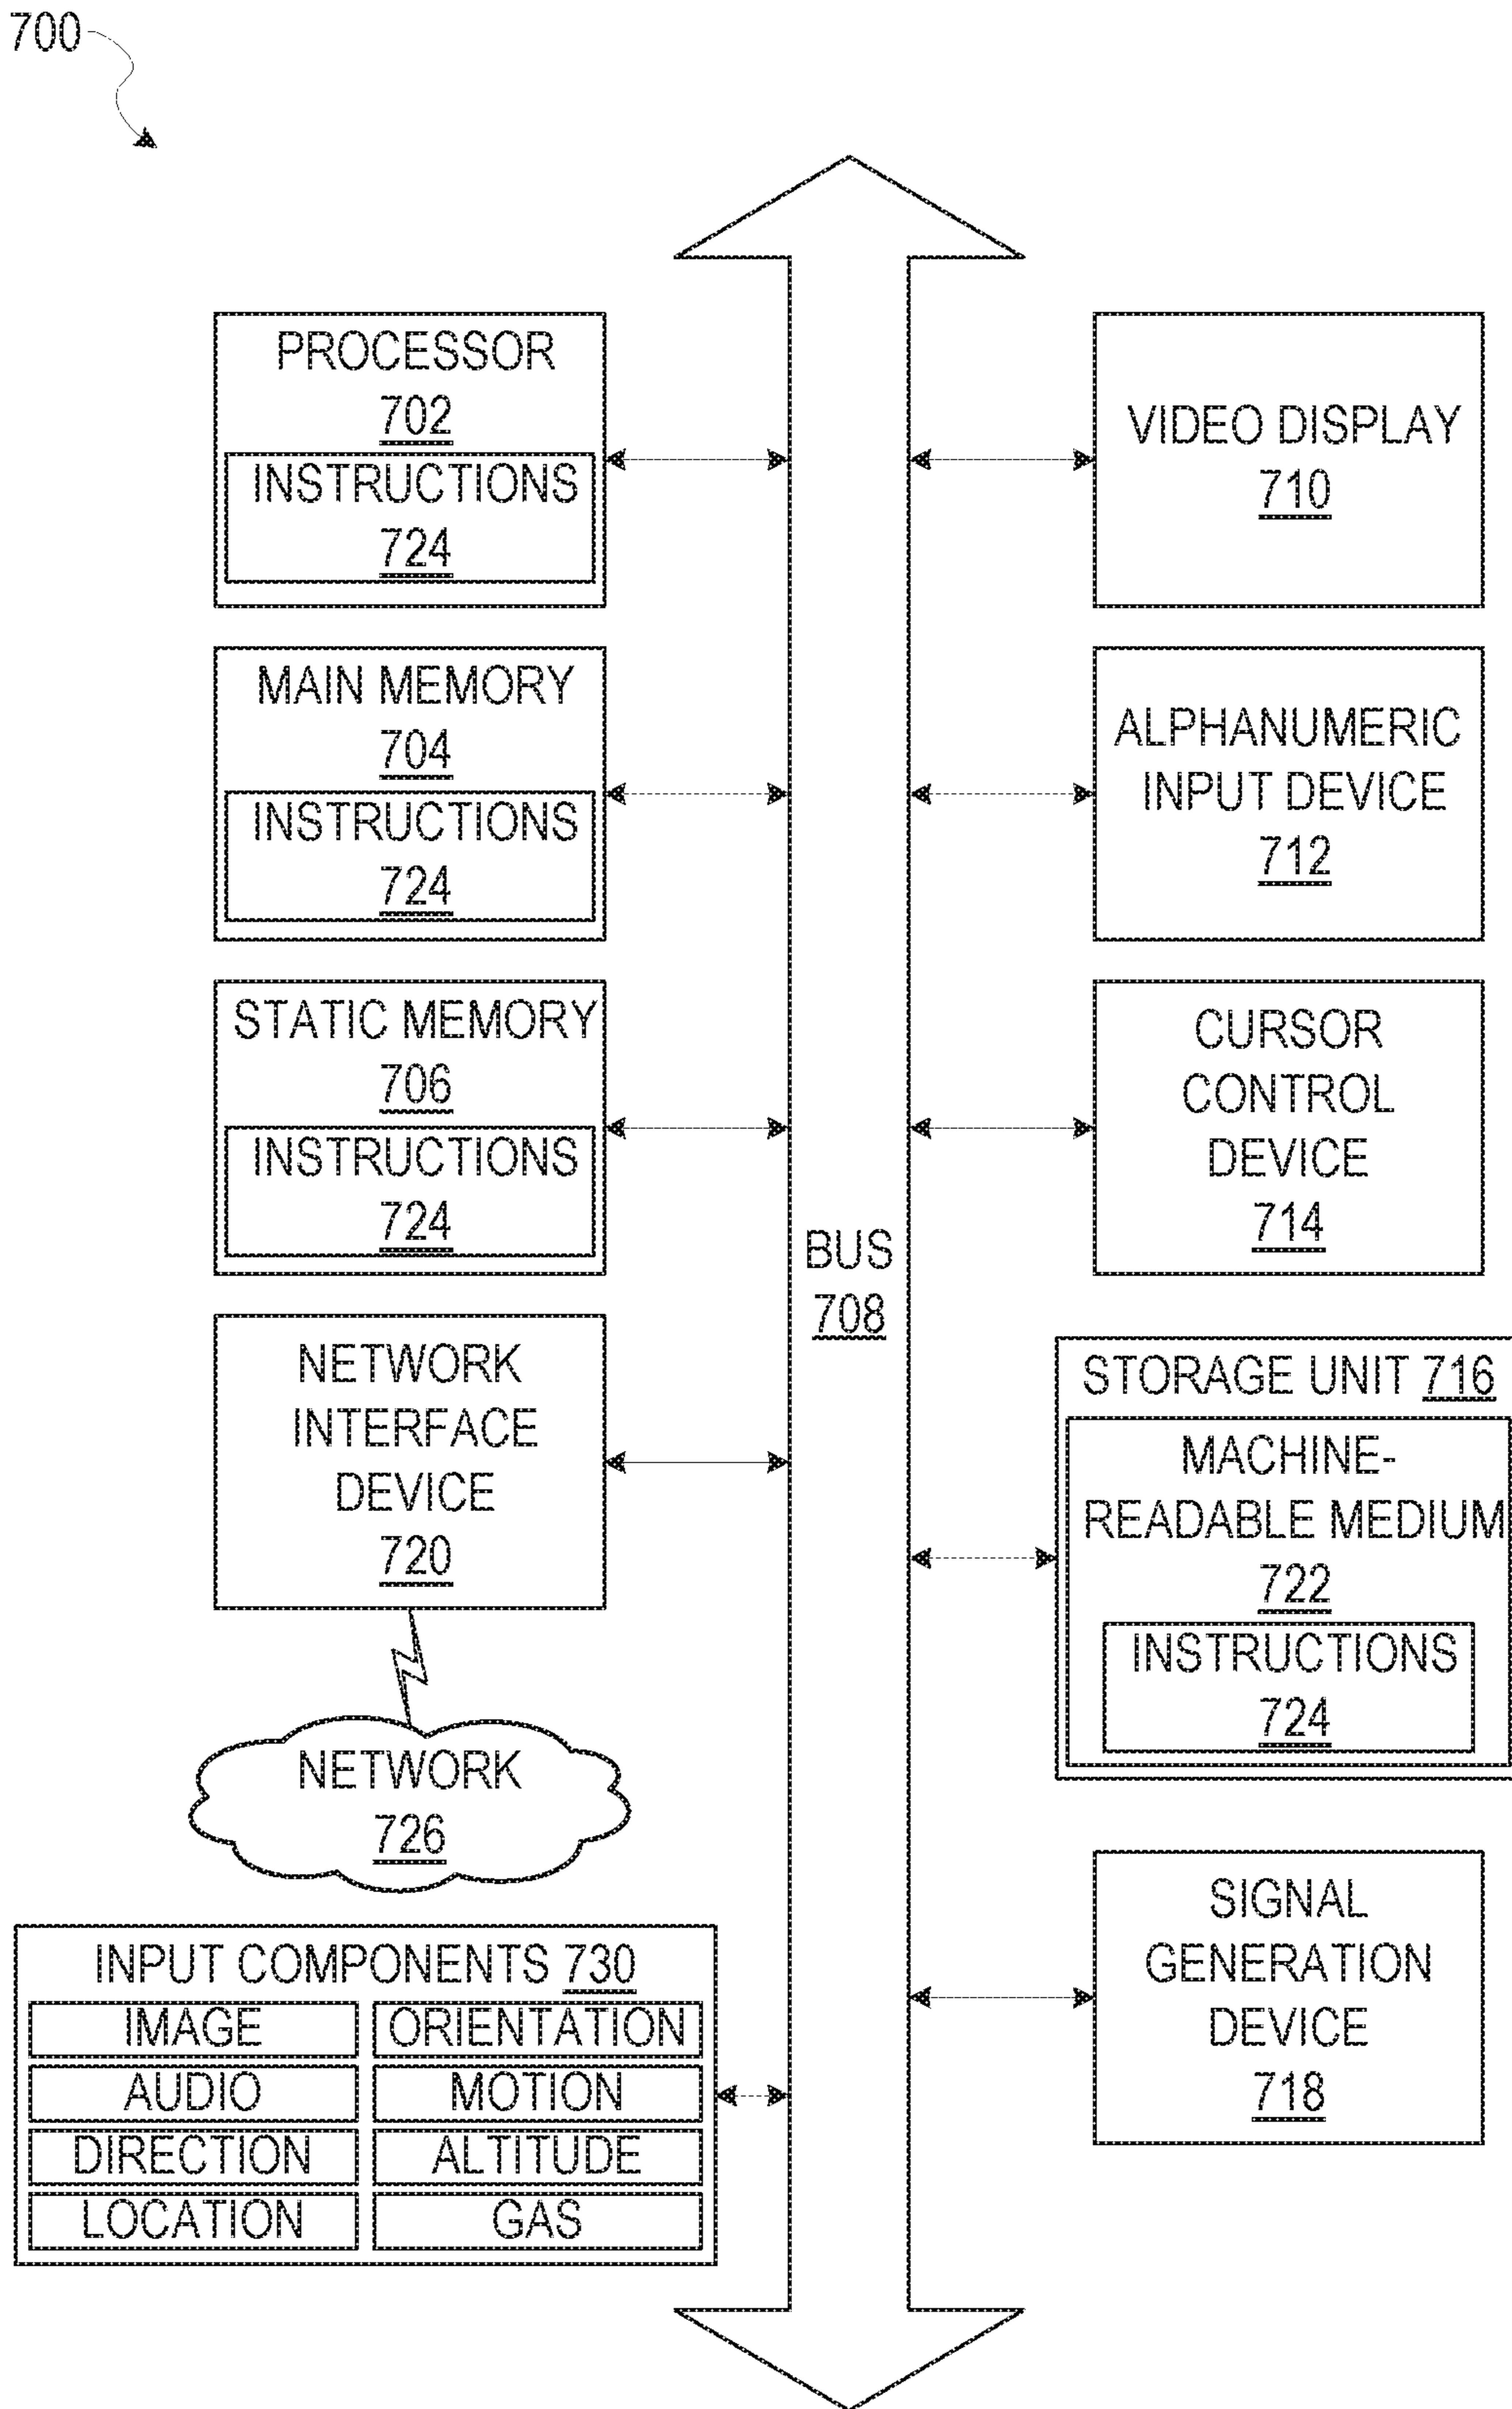 700
PROCESSOR
702
INSTRUCTIONS
724
MAIN MEMORY
704
INSTRUCTIONS
724
STATIC MEMORY
706
INSTRUCTIONS
724
NETWORK
INTERFACE
DEVICE
720
NETWORK
726
INPUT COMPONENTS 730
IMAGE
ORIENTATION
AUDIO
MOTION
DIRECTION
ALTITUDE
LOCATION
GAS
BUS
708
VIDEO DISPLAY
710
ALPHANUMERIC
INPUT DEVICE
712
CURSOR
CONTROL
DEVICE
714
STORAGE UNIT 716
MACHINE-
READABLE MEDIUM
722
INSTRUCTIONS
724
SIGNAL
GENERATION
DEVICE
718